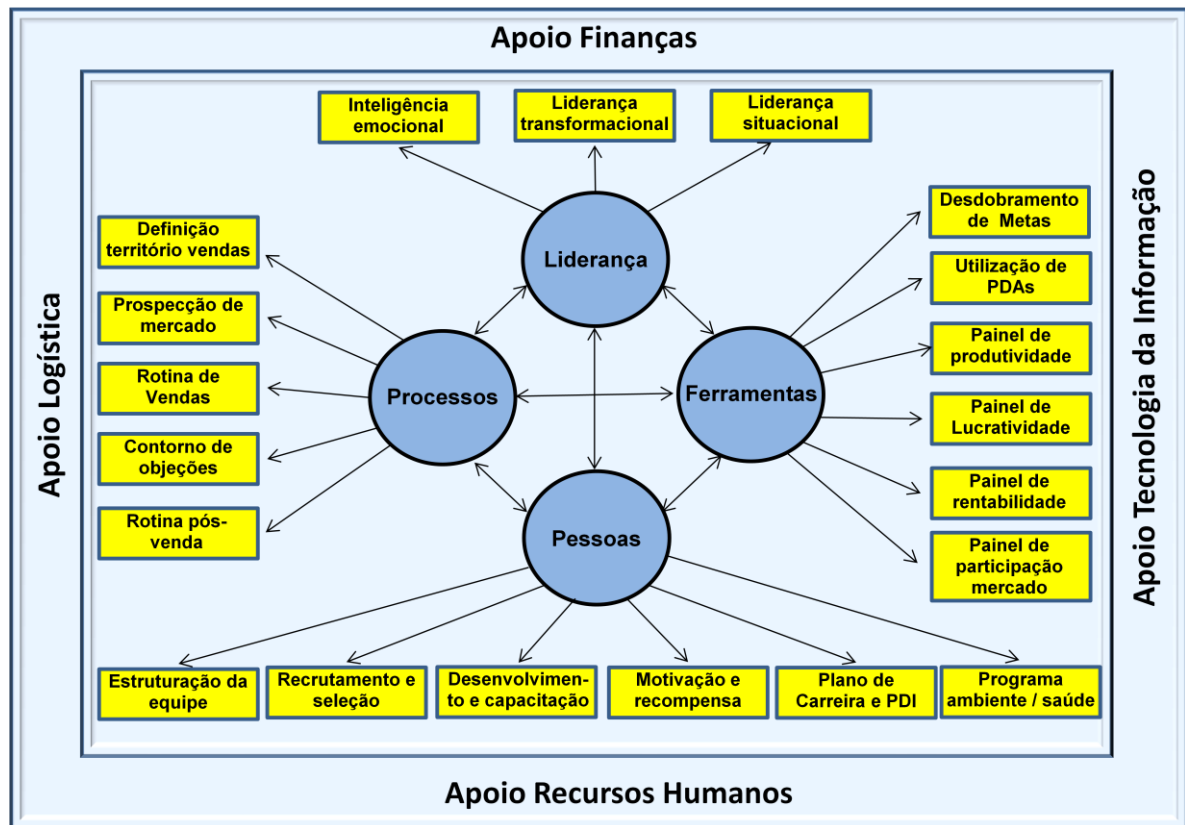 Apoio Finanças
Inteligência
emocional
Liderança
transformacional
Liderança
situacional
Liderança
Definição
território vendas
Prospecção de
mercado
Rotina de
Vendas
Contorno de
objeções
Rotina pós-
venda
Apoio Logística
Processos
Ferramentas
Desdobramento
de Metas
Utilização de
PDAs
Painel de
produtividade
Painel de
Lucratividade
Painel de
rentabilidade
Painel de
participação
mercado
Apoio Tecnologia da Informação
Pessoas
Estruturação da
equipe
Recrutamento e
seleção
Desenvolvimen-
to e capacitação
Motivação e
recompensa
Plano de
Carreira e PDI
Programa
ambiente / saúde
Apoio Recursos Humanos